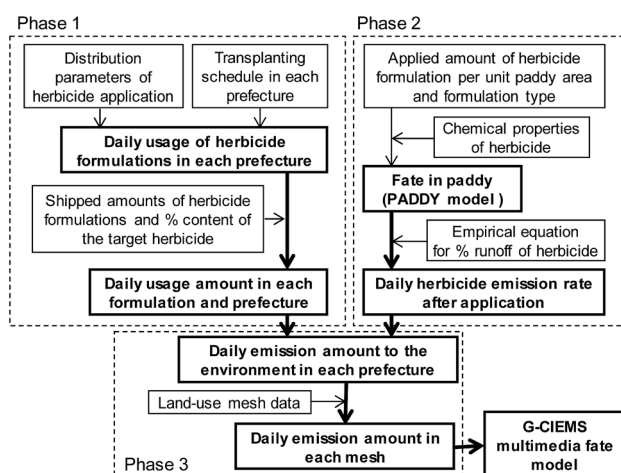 Phase 1
Distribution
parameters of
herbicide application
Transplanting
schedule in each
prefecture
Daily usage of herbicide
formulations in each prefecture
Shipped amounts of herbicide
formulations and % content of
the target herbicide
Daily usage amount in each
formulation and prefecture
Phase 2
Applied amount of herbicide
formulation per unit paddy area
and formulation type
Chemical properties
of herbicide
Fate in paddy
(PADDY model )
Empirical equation
for % runoff of herbicide
Daily herbicide emission rate
after application
Daily emission amount to the
environment in each prefecture
Land-use mesh data
Daily emission amount in
each mesh
Phase 3
G-CIEMS
multimedia fate
model